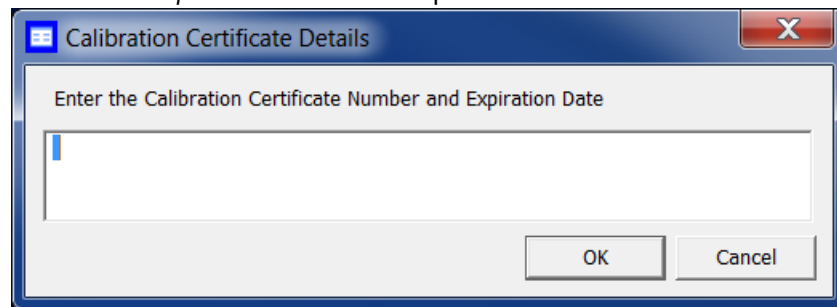 Calibration Certificate Details
Enter the Calibration Certificate Number and Expiration Date
OK
Cancel